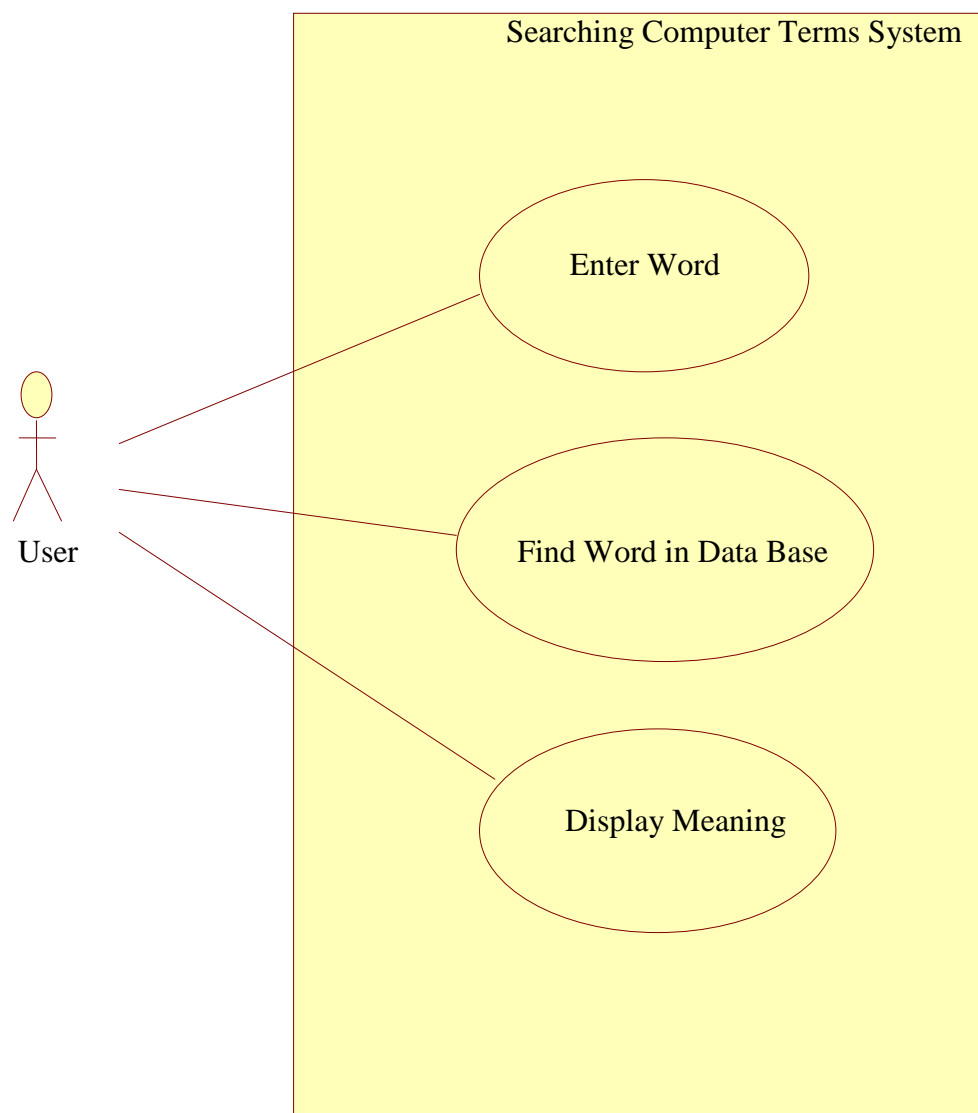 Searching Computer Terms System
Enter Word
User
Find Word in Data Base
Display Meaning